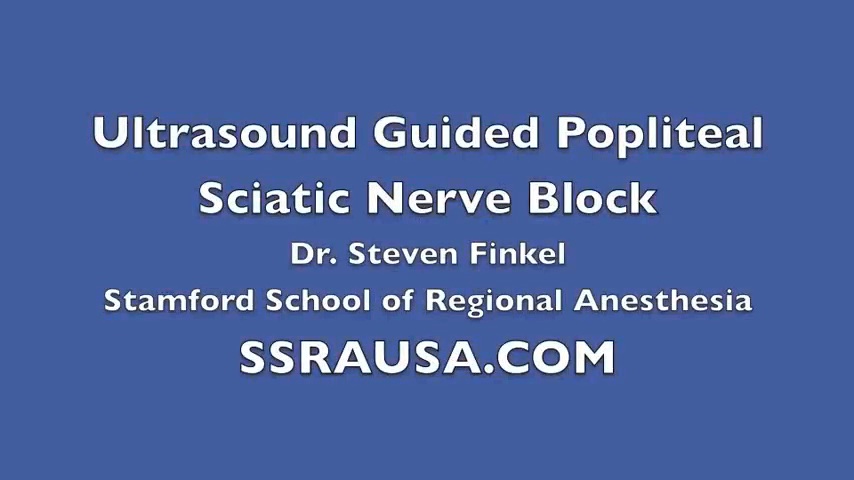 Ultrasound Guided Popliteal
Sciatic Nerve Block
Dr. Steven Finkel
Stamford School of Regional Anesthesia
SSRAUSA.COM